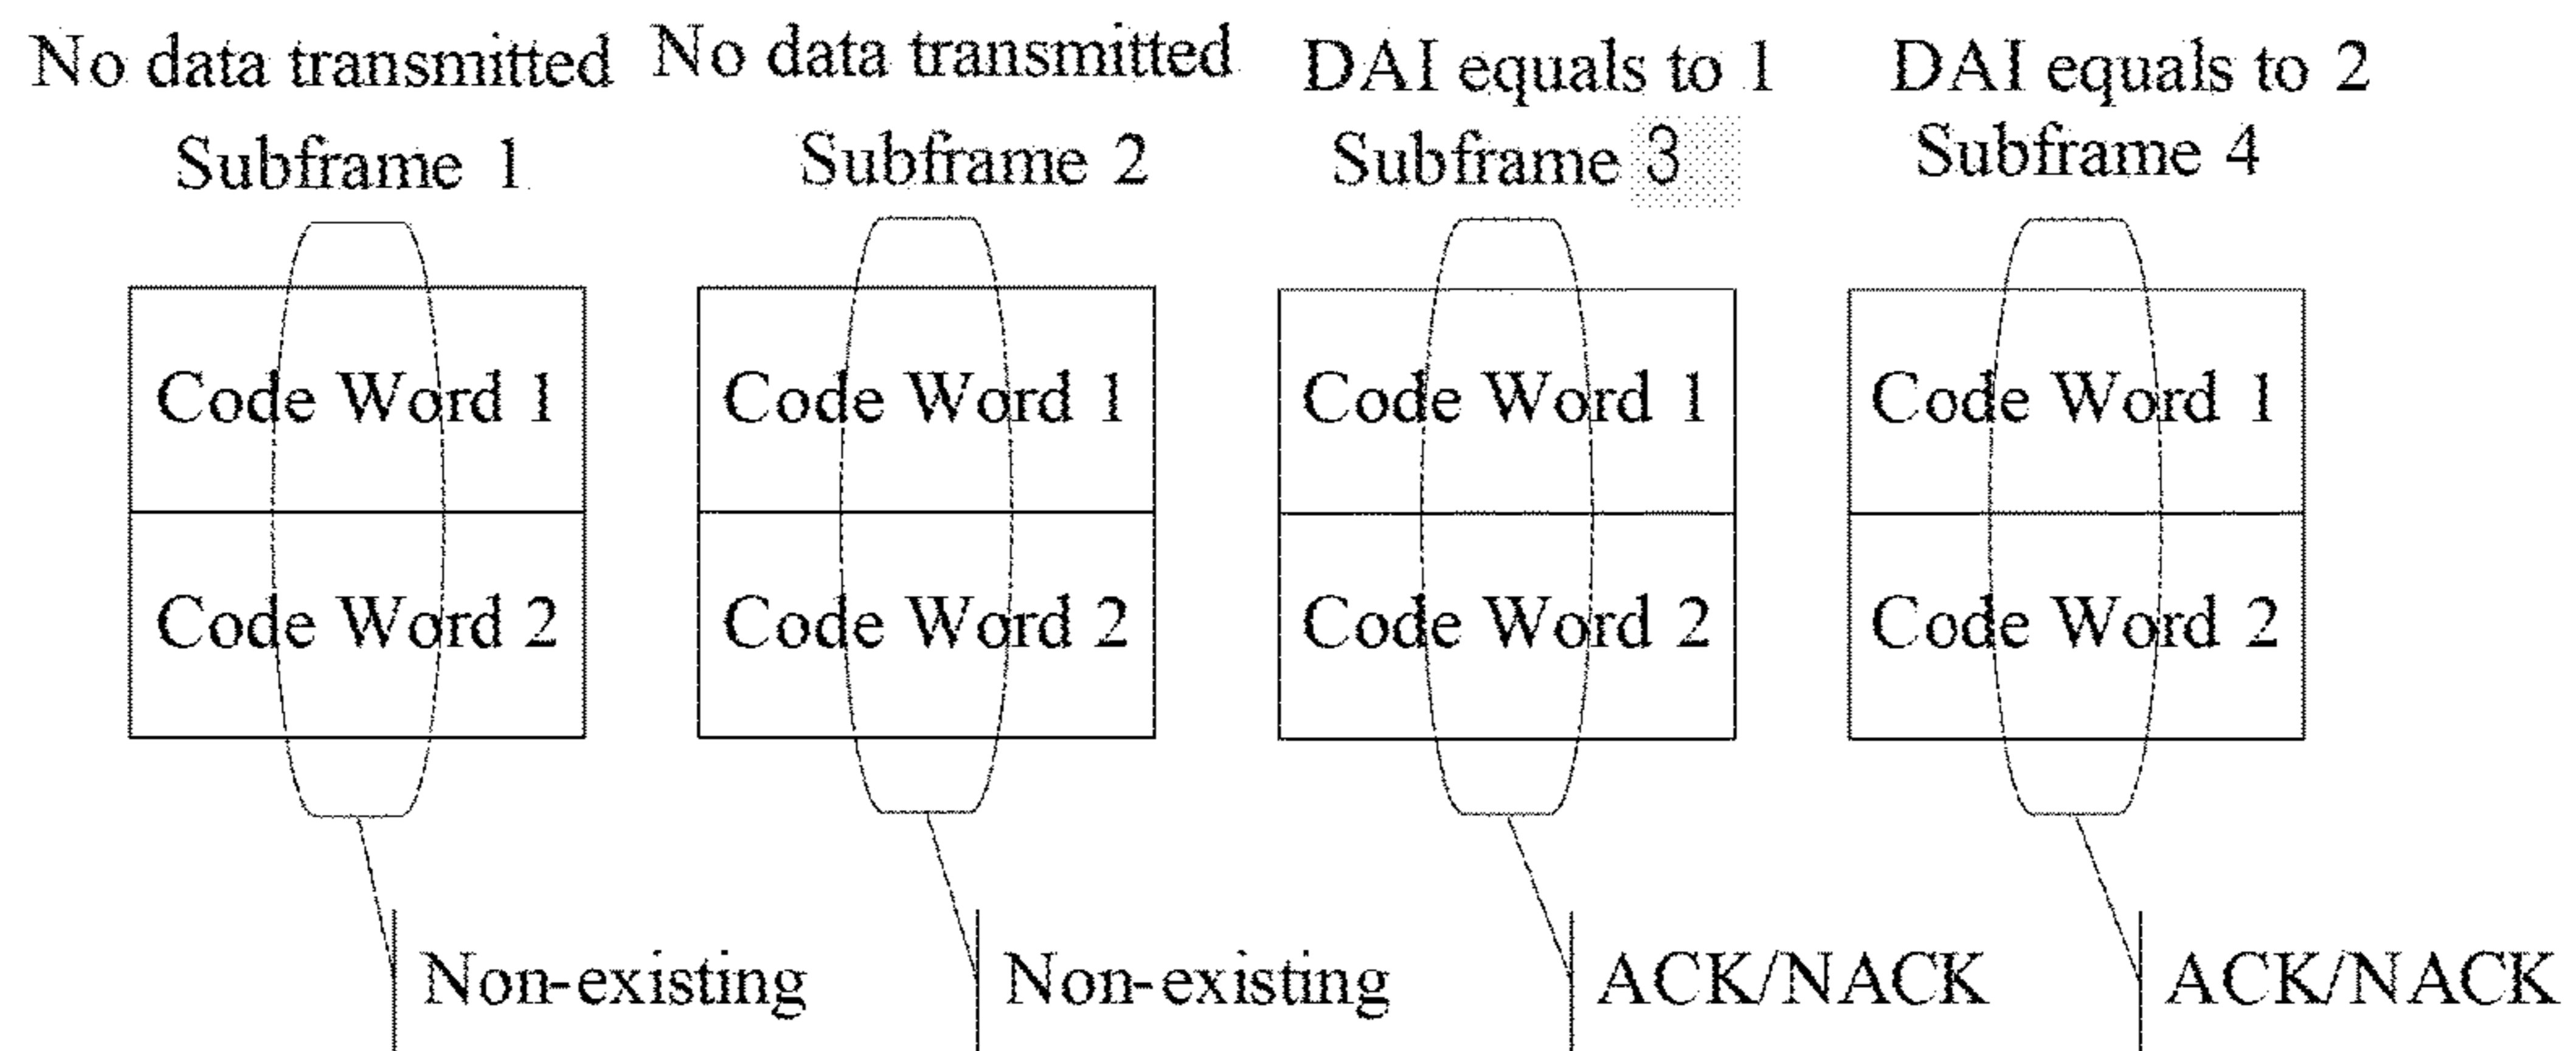 No data transmitted
Subframe 1
No data transmitted
Subframe 2
DAI equals to 1
Subframe 3
DAI equals to 2
Subframe 4
Code Word 1
Code Word 2
Code Word 1
Code Word 2
Code Word 1
Code Word 2
Code Word 1
Code Word 2
Non-existing
Non-existing
ACK/NACK
ACK/NACK